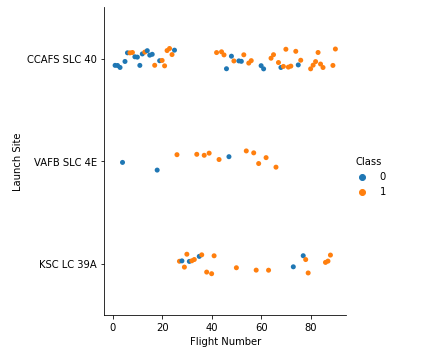 CCAFS SLC 40
VAFB SLC 4E
KSC LC 39A
Launch Site
0 20 40 60 80
Flight Number
Class
0
1